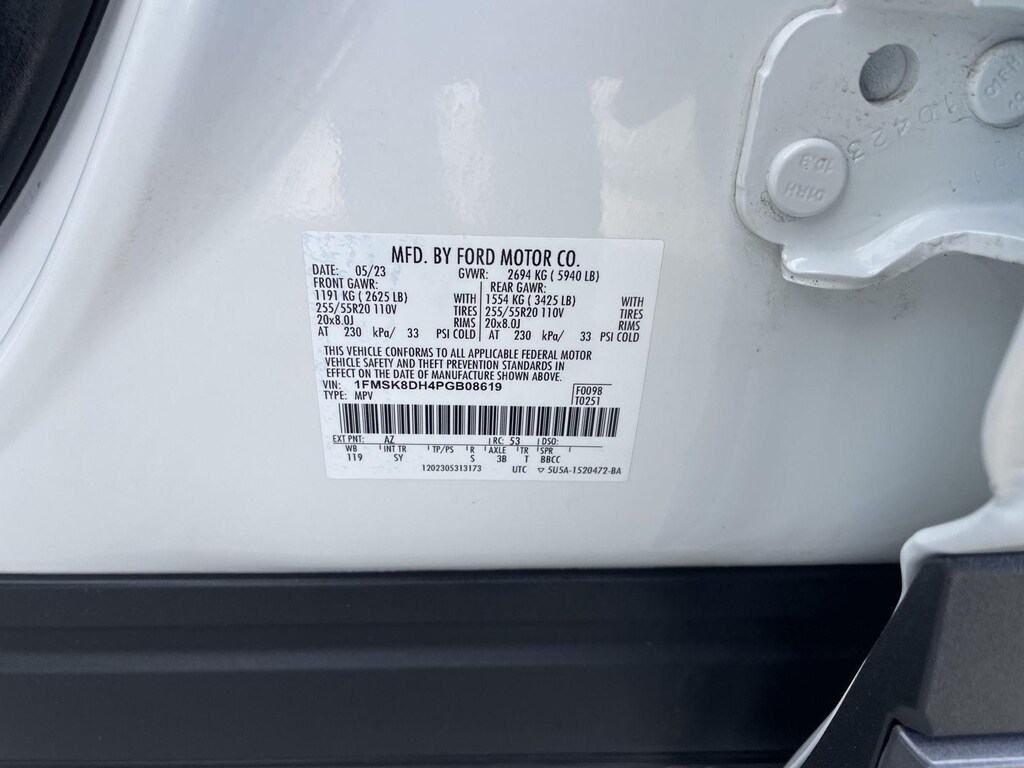 MFD. BY FORD MOTOR CO.
DATE: 05/23 GVWR: 2694 KG ( 5940 LB)
FRONT GAWR: REAR GAWR:
1191 KG ( 2625 LB) WITH 1554 KG ( 3425 LB) WITH
255/55R20 110V TIRES 255/55R20 110V TIRES
20x8.0J RIMS 20x8.0J RIMS
AT 230 kPa/ 33 PSI COLD AT 230 kPa/ 33 PSI COLD
THIS VEHICLE CONFORMS TO ALL APPLICABLE FEDERAL MOTOR
VEHICLE SAFETY AND THEFT PREVENTION STANDARDS IN
EFFECT ON THE DATE OF MANUFACTURE SHOWN ABOVE.
VIN: 1FMSK8DH4PGB08619 F0098
TYPE: MPV T0251
EXT PNT: AZ RC: 53 DSO:
WB INT TR TP/PS R AXLE TR SPR
119 SY S 3B T BBCC
1202305313173 UTC ▽ 5U5A-1520472-BA
01RH
10.3
90423